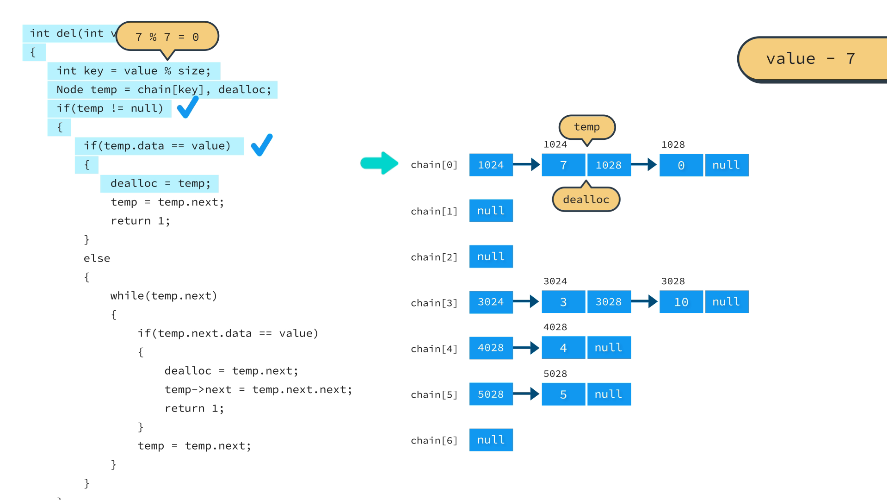 int del(int v
7 % 7 = 0
{
int key = value % size;
Node temp = chain[key], dealloc;
if(temp != null)
{
if(temp.data == value)
{
dealloc = temp;
temp = temp.next;
return 1;
}
else
{
while(temp.next)
{
if(temp.next.data == value)
{
dealloc = temp.next;
temp->next = temp.next.next;
return 1;
}
temp = temp.next;
}
}
value - 7
temp
1024 1028
chain[0] 1024 7 1028 0 null
dealloc
chain[1] null
chain[2] null
3024 3028
chain[3] 3024 3 3028 10 null
4028
chain[4] 4028 4 null
5028
chain[5] 5028 5 null
chain[6] null